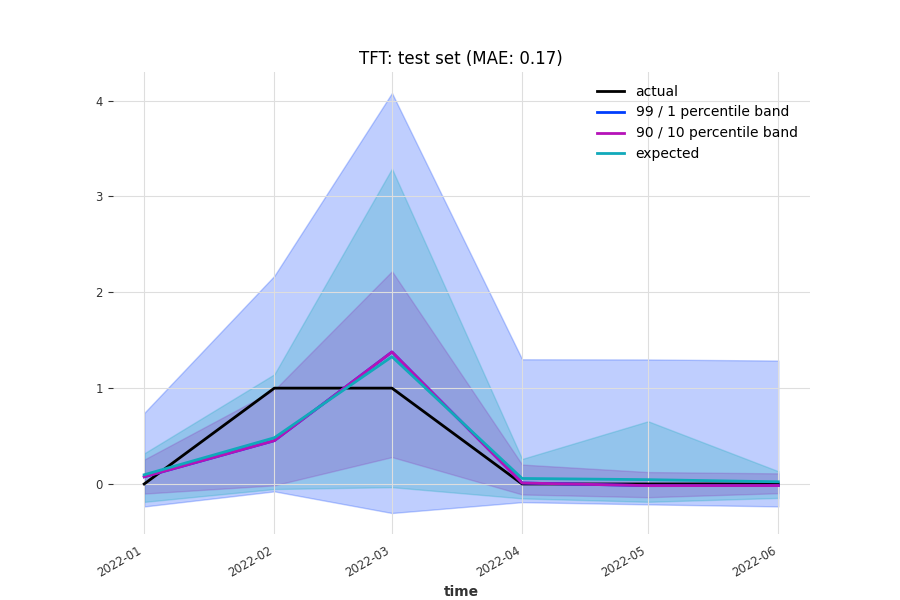 TFT: test set (MAE: 0.17)
actual
99 / 1 percentile band
90 / 10 percentile band
expected
4
3
2
1
0
2022-01
2022-02
2022-03
2022-04
2022-05
2022-06
time